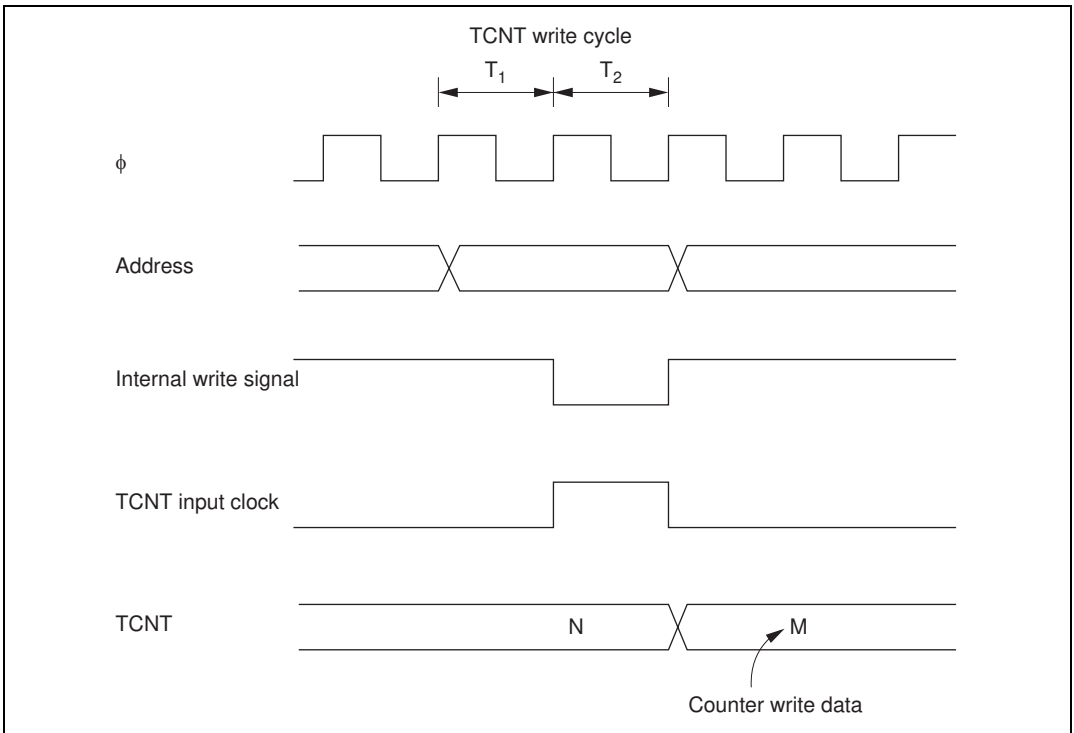 TCNT write cycle
T1 T2
ϕ
Address
Internal write signal
TCNT input clock
TCNT
N
M
Counter write data